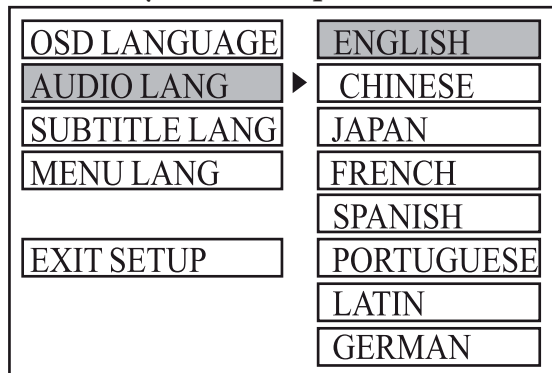 OSD LANGUAGE
AUDIO LANG
SUBTITLE LANG
MENU LANG
EXIT SETUP
ENGLISH
CHINESE
JAPAN
FRENCH
SPANISH
PORTUGUESE
LATIN
GERMAN